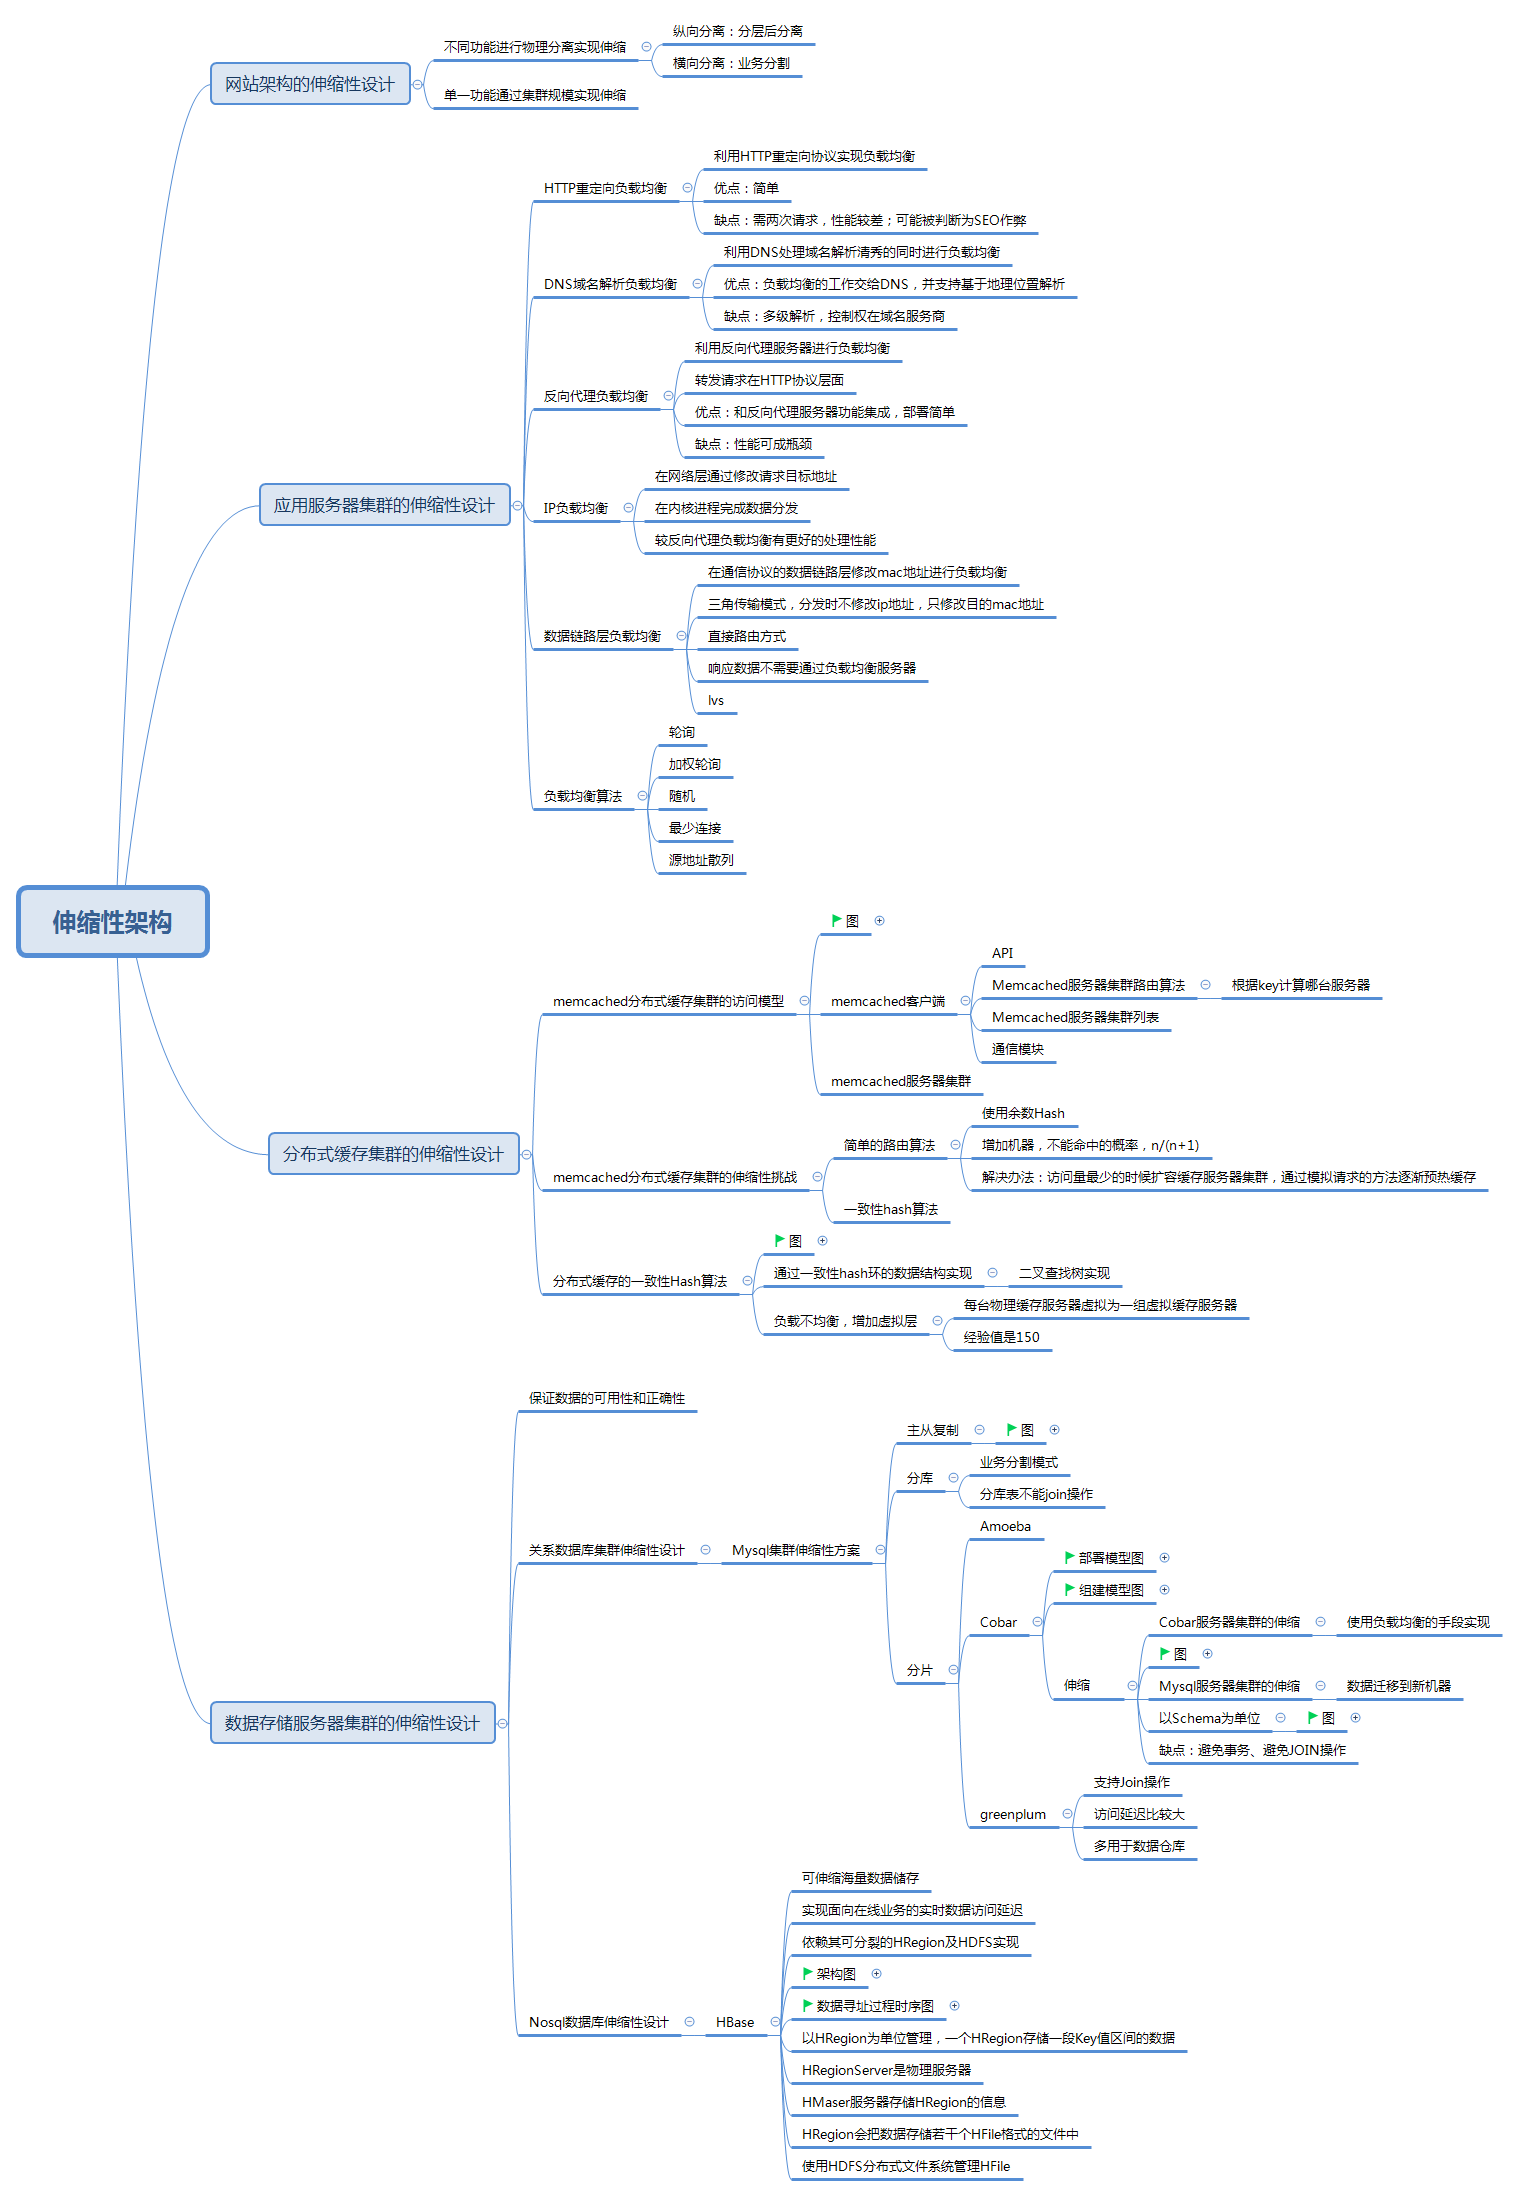 伸缩性架构
网站架构的伸缩性设计
不同功能进行物理分离实现伸缩
纵向分离：分层后分离
横向分离：业务分割
单一功能通过集群规模实现伸缩
应用服务器集群的伸缩性设计
HTTP重定向负载均衡
利用HTTP重定向协议实现负载均衡
优点：简单
缺点：需两次请求，性能较差；可能被判断为SEO作弊
DNS域名解析负载均衡
利用DNS处理域名解析清秀的同时进行负载均衡
优点：负载均衡的工作交给DNS，并支持基于地理位置解析
缺点：多级解析，控制权在域名服务商
反向代理负载均衡
利用反向代理服务器进行负载均衡
转发请求在HTTP协议层面
优点：和反向代理服务器功能集成，部署简单
缺点：性能可成瓶颈
IP负载均衡
在网络层通过修改请求目标地址
在内核进程完成数据分发
较反向代理负载均衡有更好的处理性能
数据链路层负载均衡
在通信协议的数据链路层修改mac地址进行负载均衡
三角传输模式，分发时不修改ip地址，只修改目的mac地址
直接路由方式
响应数据不需要通过负载均衡服务器
lvs
负载均衡算法
轮询
加权轮询
随机
最少连接
源地址散列
分布式缓存集群的伸缩性设计
memcached分布式缓存集群的访问模型
图
memcached客户端
API
Memcached服务器集群路由算法
根据key计算哪台服务器
Memcached服务器集群列表
通信模块
memcached服务器集群
memcached分布式缓存集群的伸缩性挑战
简单的路由算法
使用余数Hash
增加机器，不能命中的概率，n/(n+1)
解决办法：访问量最少的时候扩容缓存服务器集群，通过模拟请求的方法逐渐预热缓存
一致性hash算法
分布式缓存的一致性Hash算法
图
通过一致性hash环的数据结构实现
二叉查找树实现
负载不均衡，增加虚拟层
每台物理缓存服务器虚拟为一组虚拟缓存服务器
经验值是150
数据存储服务器集群的伸缩性设计
保证数据的可用性和正确性
关系数据库集群伸缩性设计
Mysql集群伸缩性方案
主从复制
图
分库
业务分割模式
分库表不能join操作
分片
Amoeba
Cobar
部署模型图
组建模型图
伸缩
Cobar服务器集群的伸缩
使用负载均衡的手段实现
图
Mysql服务器集群的伸缩
数据迁移到新机器
以Schema为单位
图
缺点：避免事务、避免JOIN操作
greenplum
支持Join操作
访问延迟比较大
多用于数据仓库
Nosql数据库伸缩性设计
HBase
可伸缩海量数据储存
实现面向在线业务的实时数据访问延迟
依赖其可分裂的HRegion及HDFS实现
架构图
数据寻址过程时序图
以HRegion为单位管理，一个HRegion存储一段Key值区间的数据
HRegionServer是物理服务器
HMaser服务器存储HRegion的信息
HRegion会把数据存储若干个HFile格式的文件中
使用HDFS分布式文件系统管理HFile